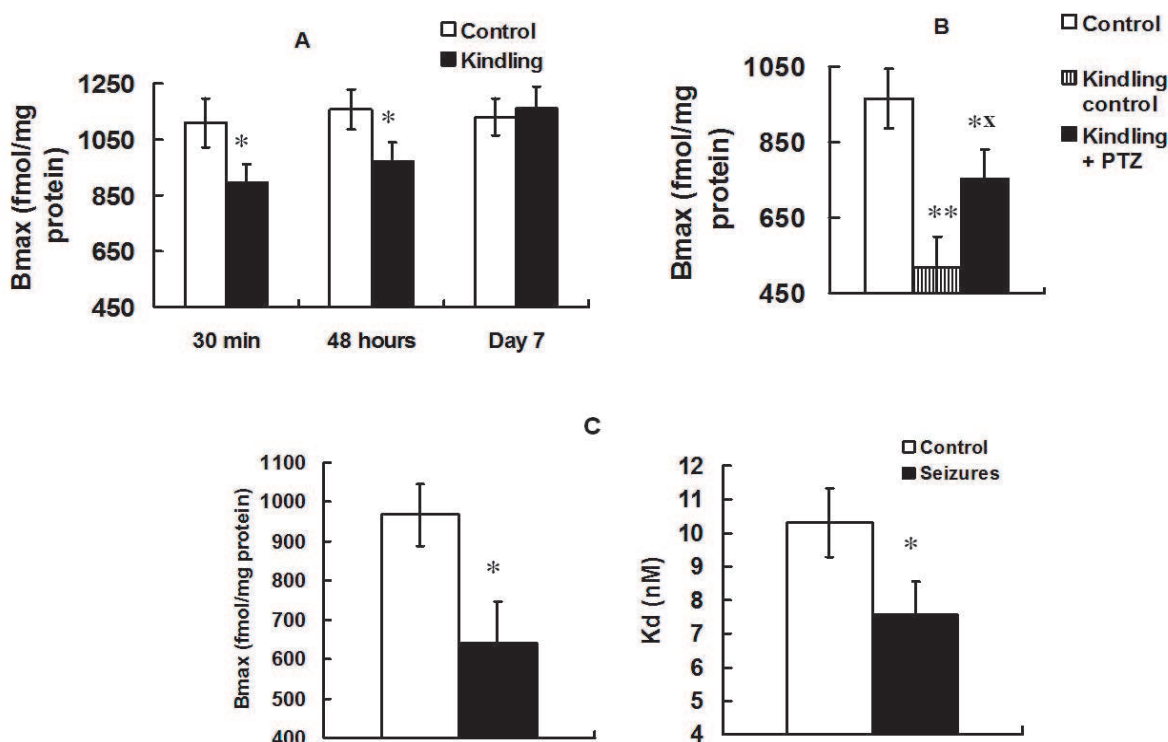 A
Control
Kindling
Bmax (fmol/mg
protein)
1250
1050
850
650
450
*
*
30 min
48 hours
Day 7
B
Control
Kindling
control
Kindling
+ PTZ
Bmax (fmol/mg
protein)
1050
850
650
450
**
*x
C
Bmax (fmol/mg protein)
1100
1000
900
800
700
600
500
400
*
Control
Seizures
Kd (nM)
12
11
10
9
8
7
6
5
4
*